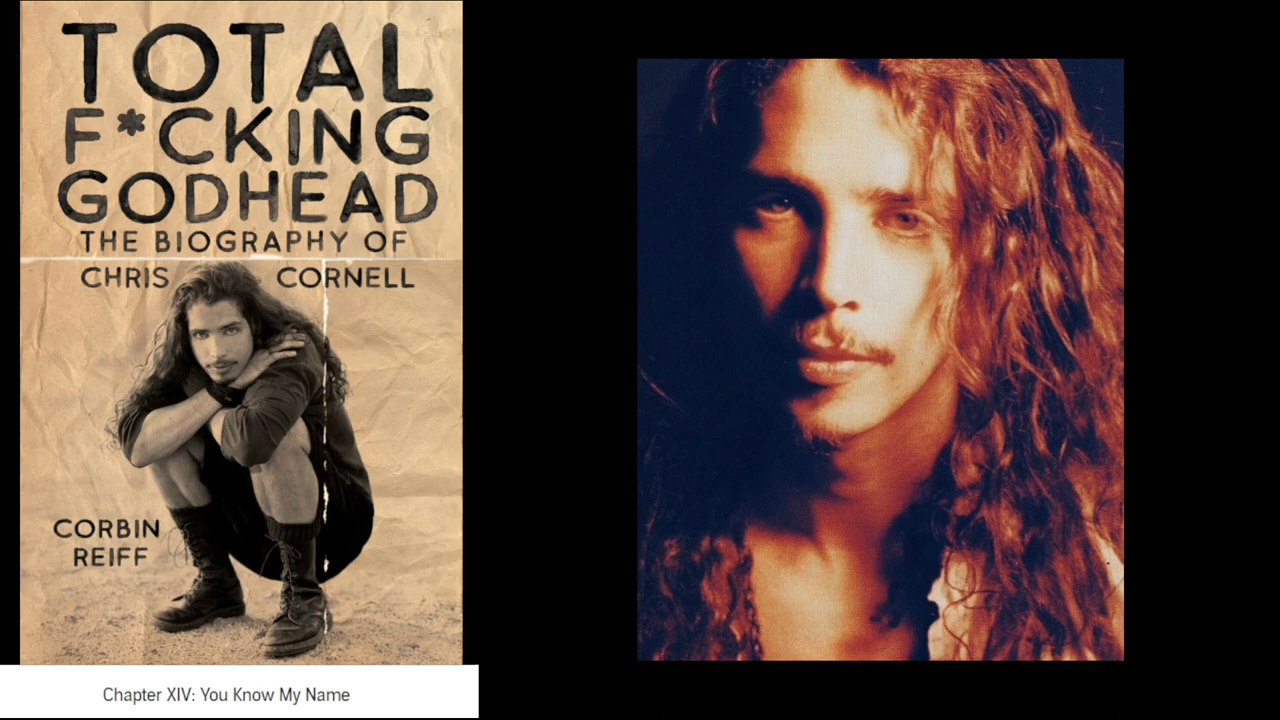 TOTAL
F*CKING
GODHEAD
THE BIOGRAPHY OF
CHRIS CORNELL
CORBIN
REIFF
Chapter XIV: You Know My Name